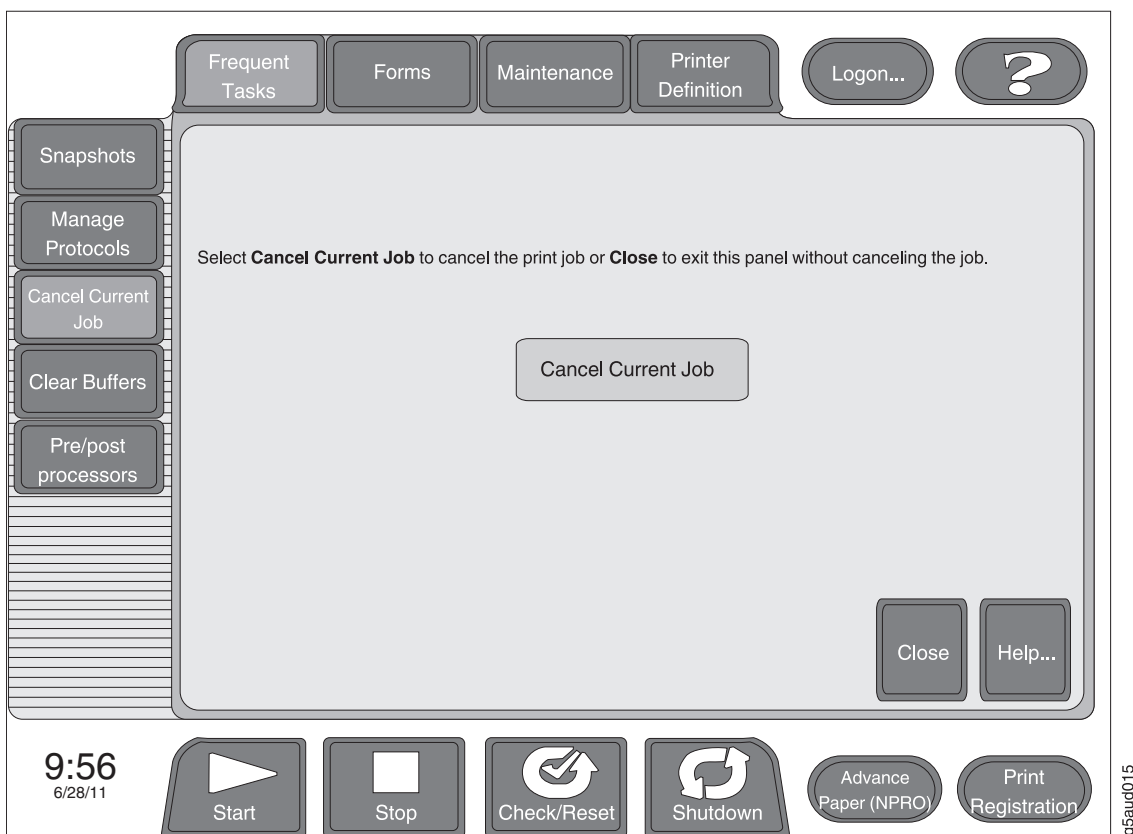 Frequent
Tasks
Forms
Maintenance
Printer
Definition
Logon...
?
Snapshots
Manage
Protocols
Cancel Current
Job
Clear Buffers
Pre/post
processors
Select Cancel Current Job to cancel the print job or Close to exit this panel without canceling the job.
Cancel Current Job
Close
Help...
9:56
6/28/11
Start
Stop
Check/Reset
Shutdown
Advance
Paper (NPRO)
Print
Registration